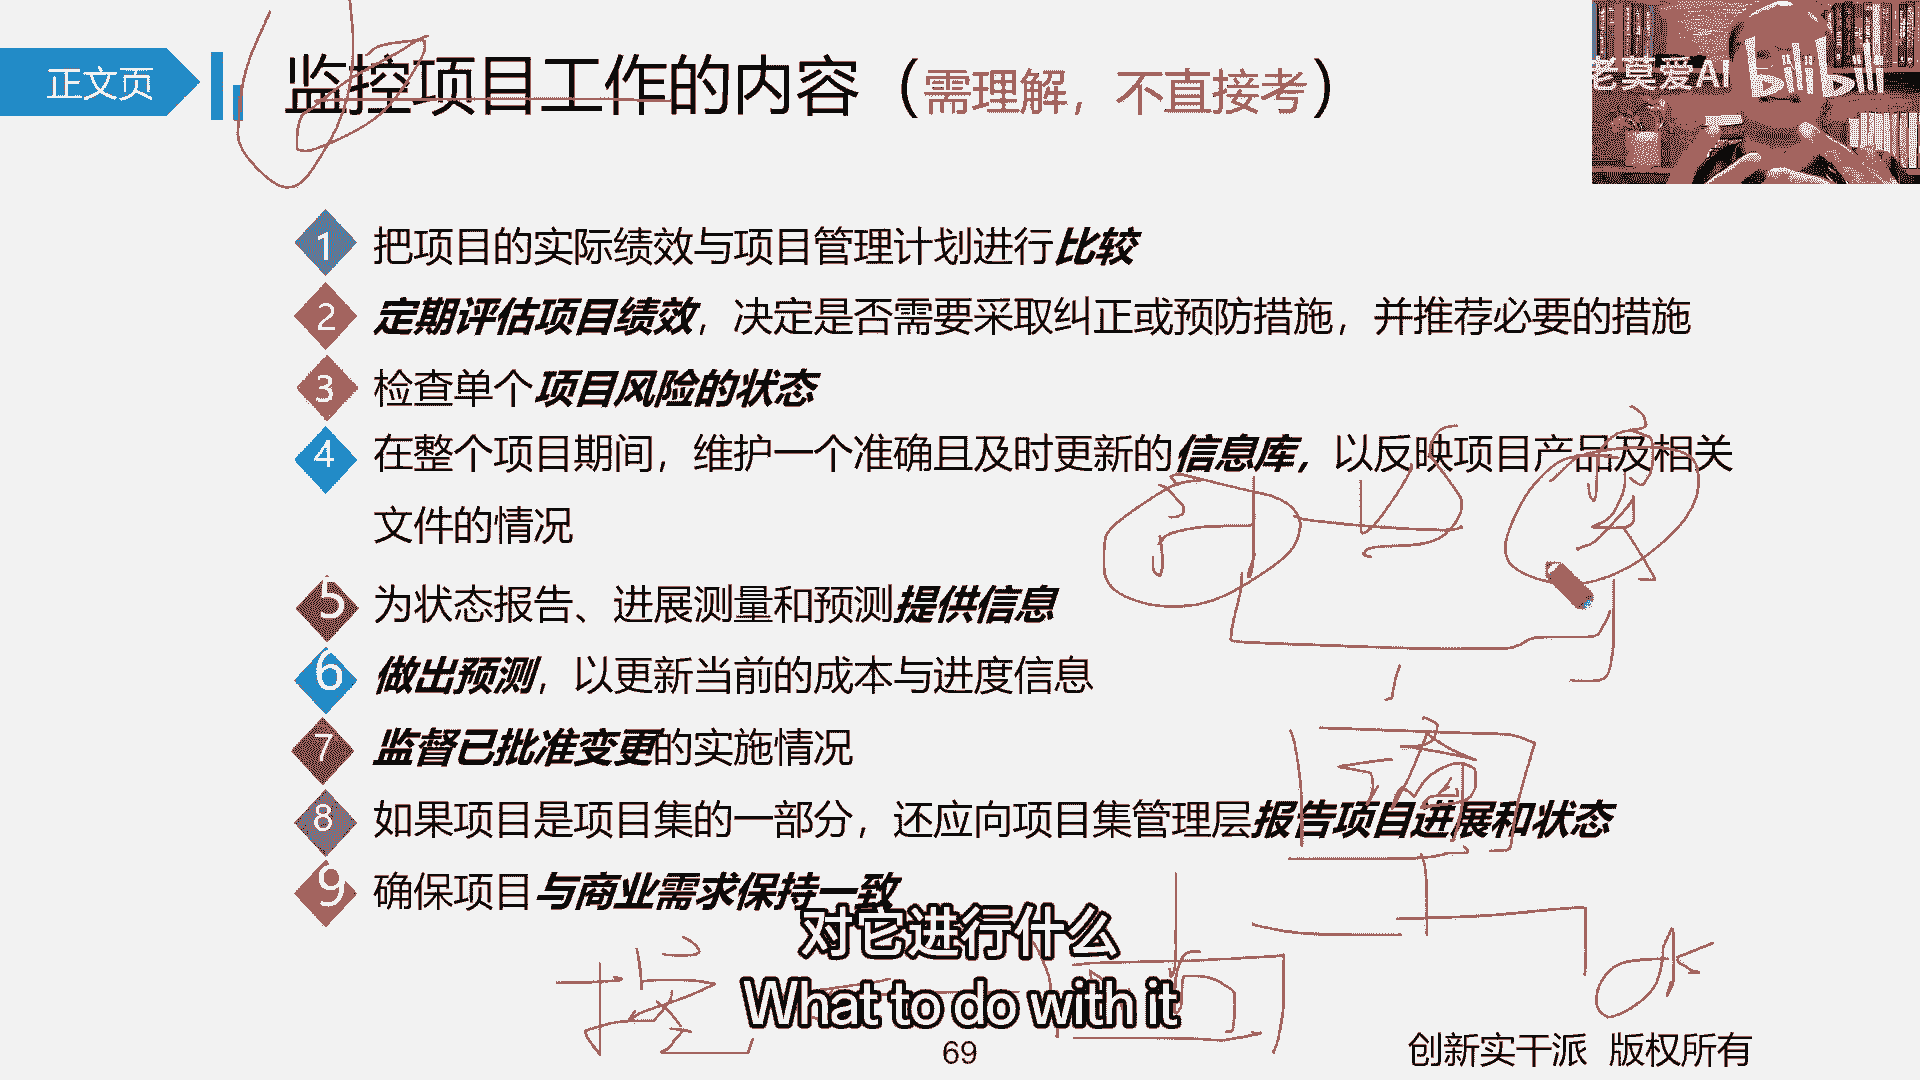 正文页
监控项目工作的内容（需理解，不直接考）
老莫爱AI bilibili
1 把项目的实际绩效与项目管理计划进行比较
2 定期评估项目绩效，决定是否需要采取纠正或预防措施，并推荐必要的措施
3 检查单个项目风险的状态
4 在整个项目期间，维护一个准确且及时更新的信息库，以反映项目产品及相关
文件的情况
5 为状态报告、进展测量和预测提供信息
6 做出预测，以更新当前的成本与进度信息
7 监督已批准变更的实施情况
8 如果项目是项目集的一部分，还应向项目集管理层报告项目进展和状态
9 确保项目与商业需求保持一致
对它进行什么
What to do with it
69
创新实干派 版权所有